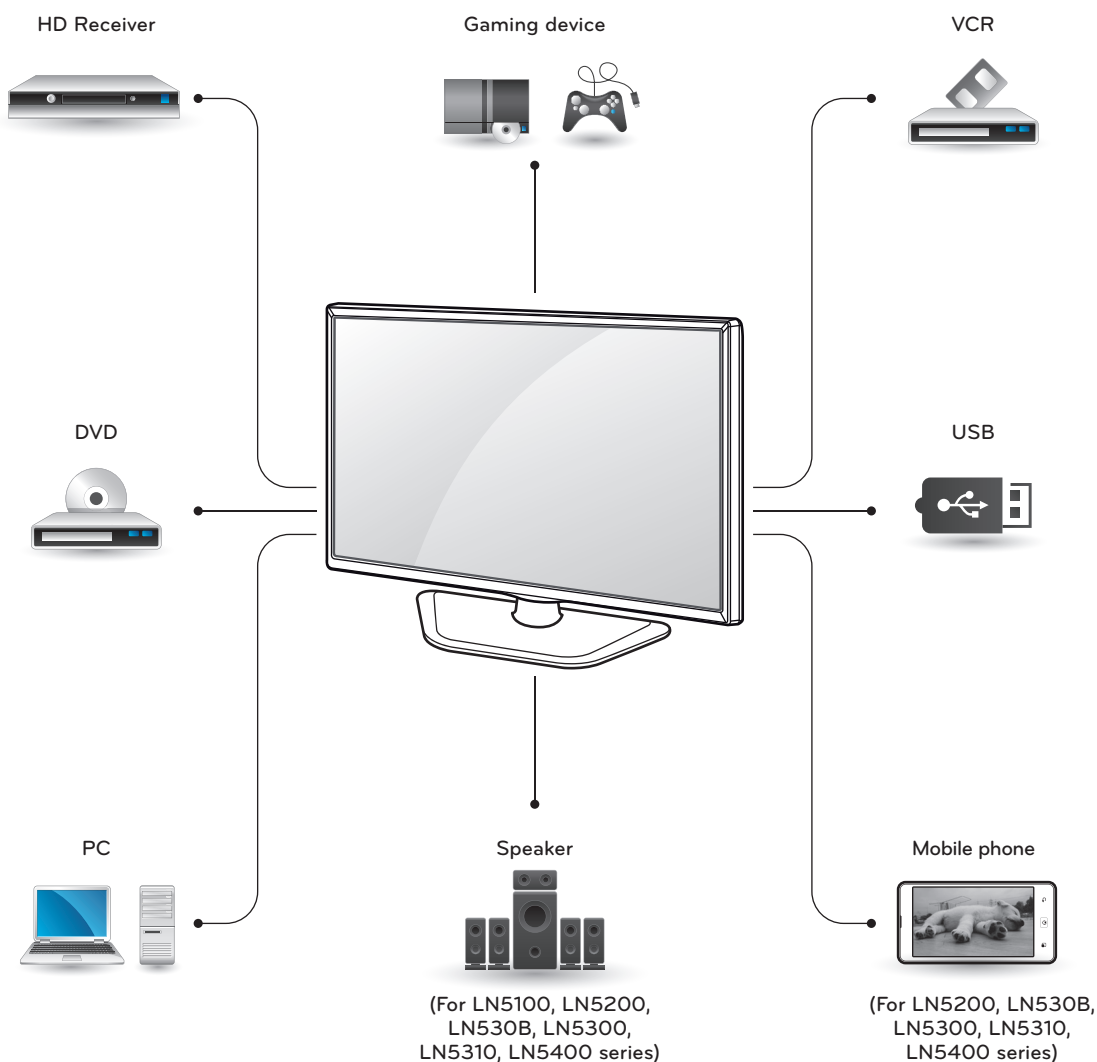 HD Receiver
Gaming device
VCR
DVD
USB
PC
Speaker
(For LN5100, LN5200,
LN530B, LN5300,
LN5310, LN5400 series)
Mobile phone
(For LN5200, LN530B,
LN5300, LN5310,
LN5400 series)